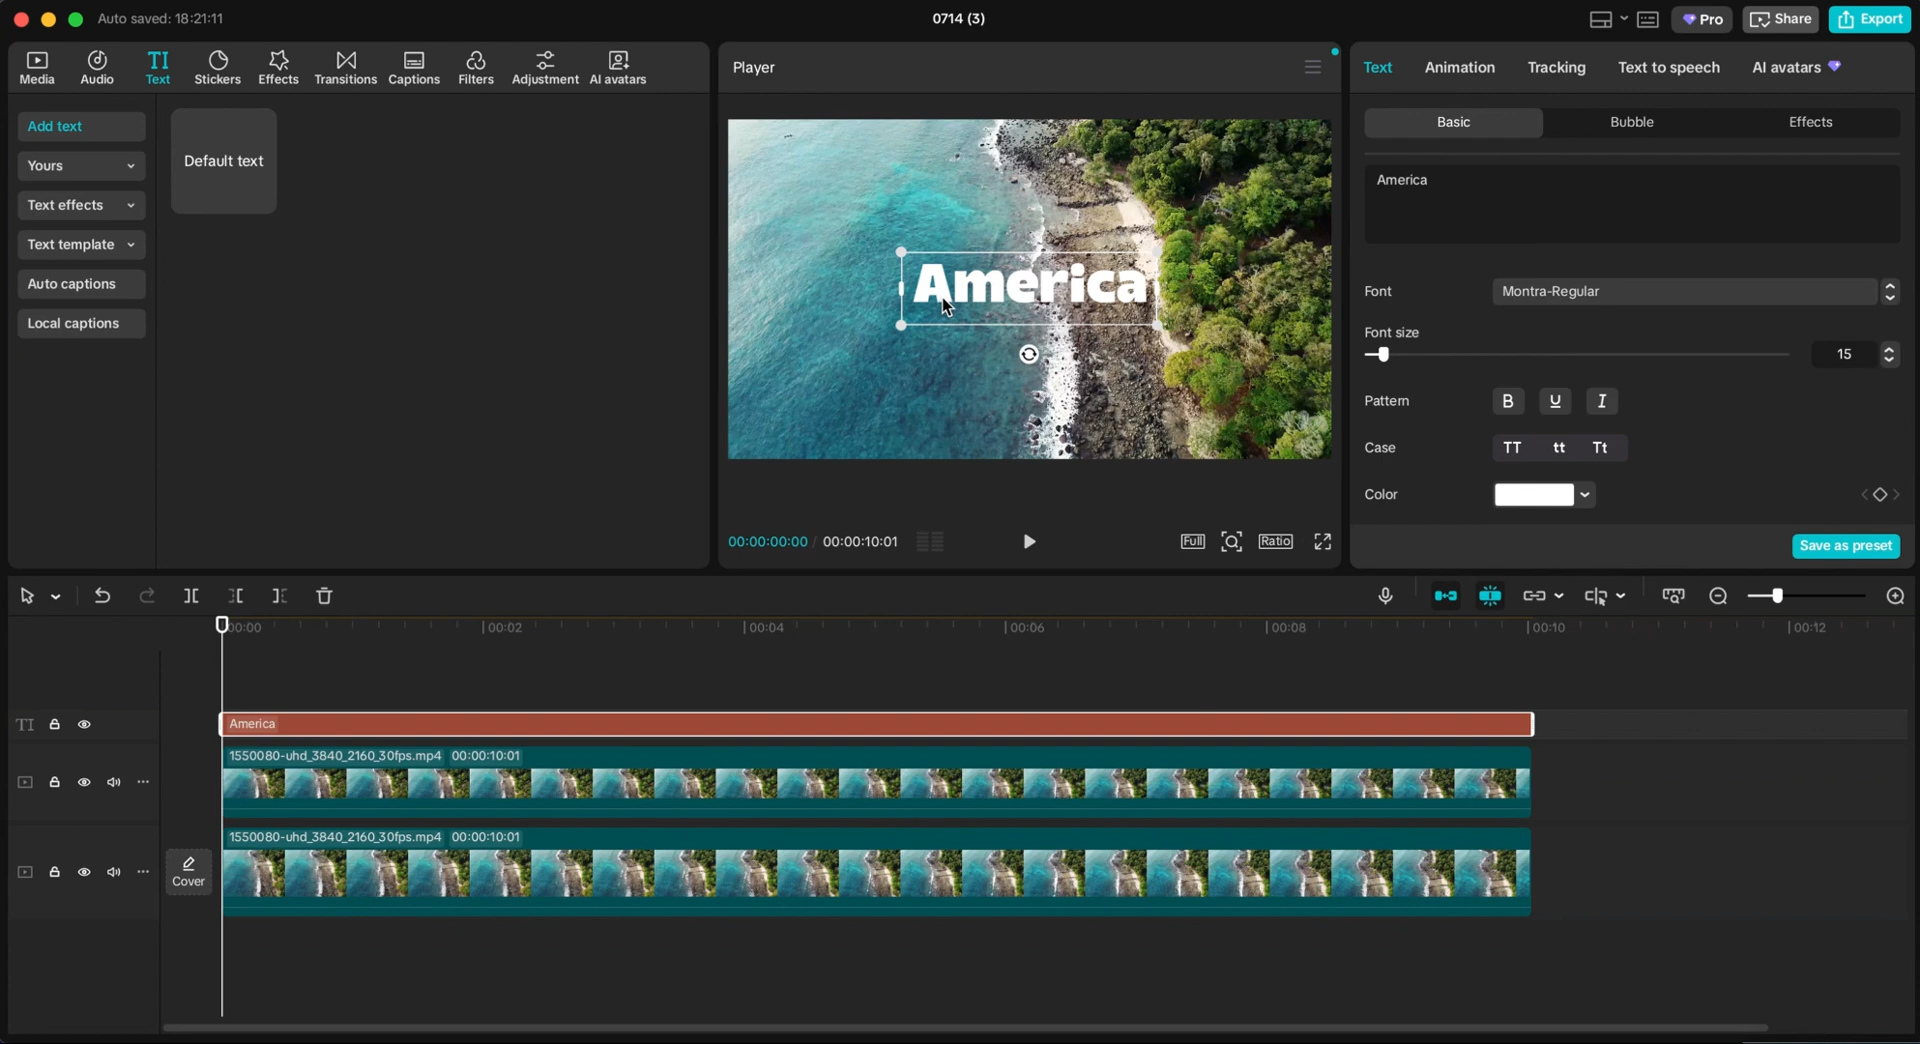 Auto saved: 18:21:11
0714 (3)
Pro
Share
Export
Media
Audio
TI
Text
Stickers
Effects
Transitions
Captions
Filters
Adjustment
AI avatars
Add text
Yours
Text effects
Text template
Auto captions
Local captions
Default text
Player
America
00:00:00:00 / 00:00:10:01
Full
Ratio
Text
Animation
Tracking
Text to speech
AI avatars
Basic
Bubble
Effects
America
Font
Montra-Regular
Font size
15
Pattern
B U I
Case
TT tt Tt
Color
Save as preset
00:00
00:02
00:04
00:06
00:08
00:10
00:12
TI
America
1550080-uhd_3840_2160_30fps.mp4 00:00:10:01
1550080-uhd_3840_2160_30fps.mp4 00:00:10:01
Cover